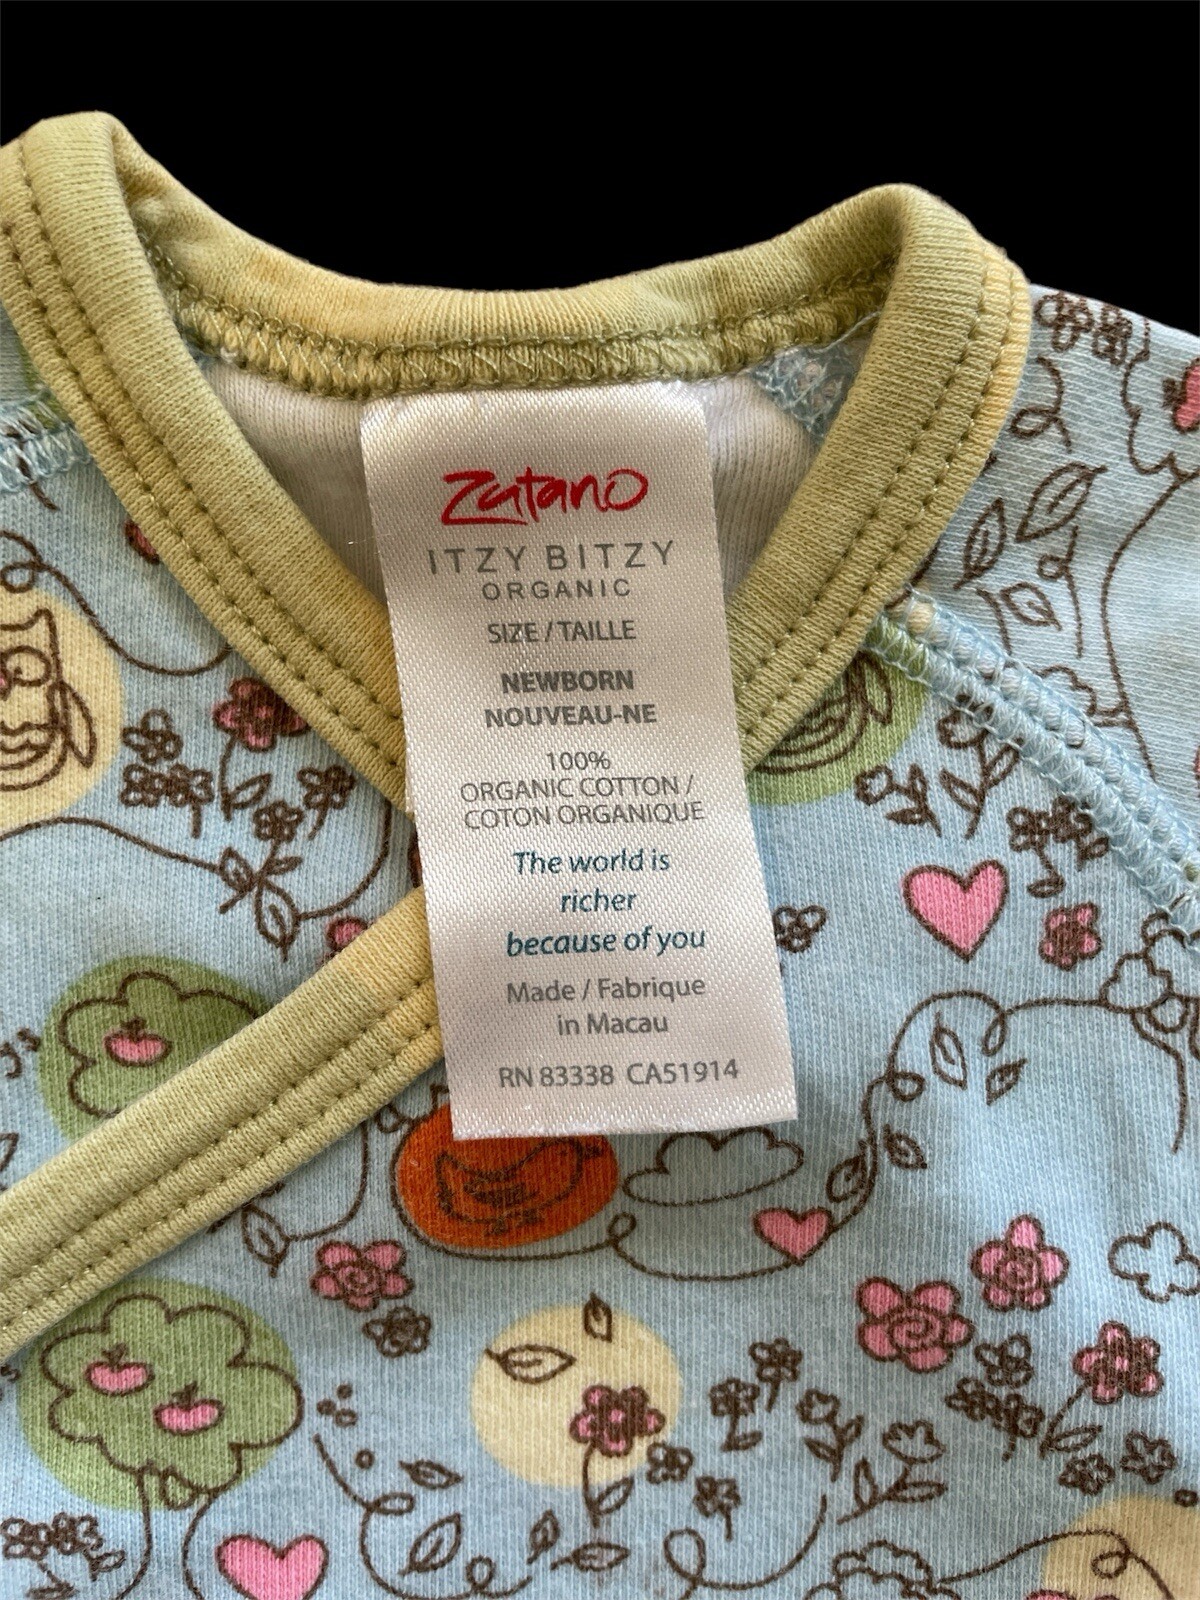 Zutano
ITZY BITZY
ORGANIC
SIZE / TAILLE
NEWBORN
NOUVEAU-NE
100%
ORGANIC COTTON /
COTON ORGANIQUE
The world is
richer
because of you
Made / Fabrique
in Macau
RN 83338 CA51914